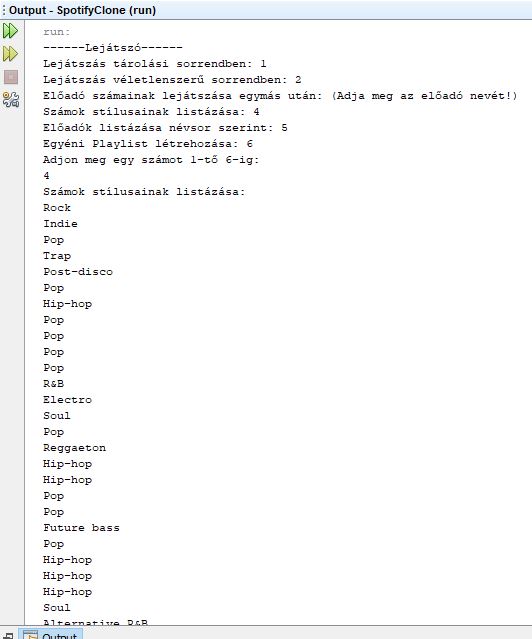 Output - SpotifyClone (run)
run:
------Lejátszó------
Lejátszás tárolási sorrendben: 1
Lejátszás véletlenszerű sorrendben: 2
Előadó számainak lejátszása egymás után: (Adja meg az előadó nevét!)
Számok stílusainak listázása: 4
Előadók listázása névsor szerint: 5
Egyéni Playlist létrehozása: 6
Adjon meg egy számot 1-tő 6-ig:
4
Számok stílusainak listázása:
Rock
Indie
Pop
Trap
Post-disco
Pop
Hip-hop
Pop
Pop
Pop
Pop
R&B
Electro
Soul
Pop
Reggaeton
Hip-hop
Hip-hop
Pop
Pop
Future bass
Pop
Hip-hop
Hip-hop
Hip-hop
Soul
Alternative R&B
Output